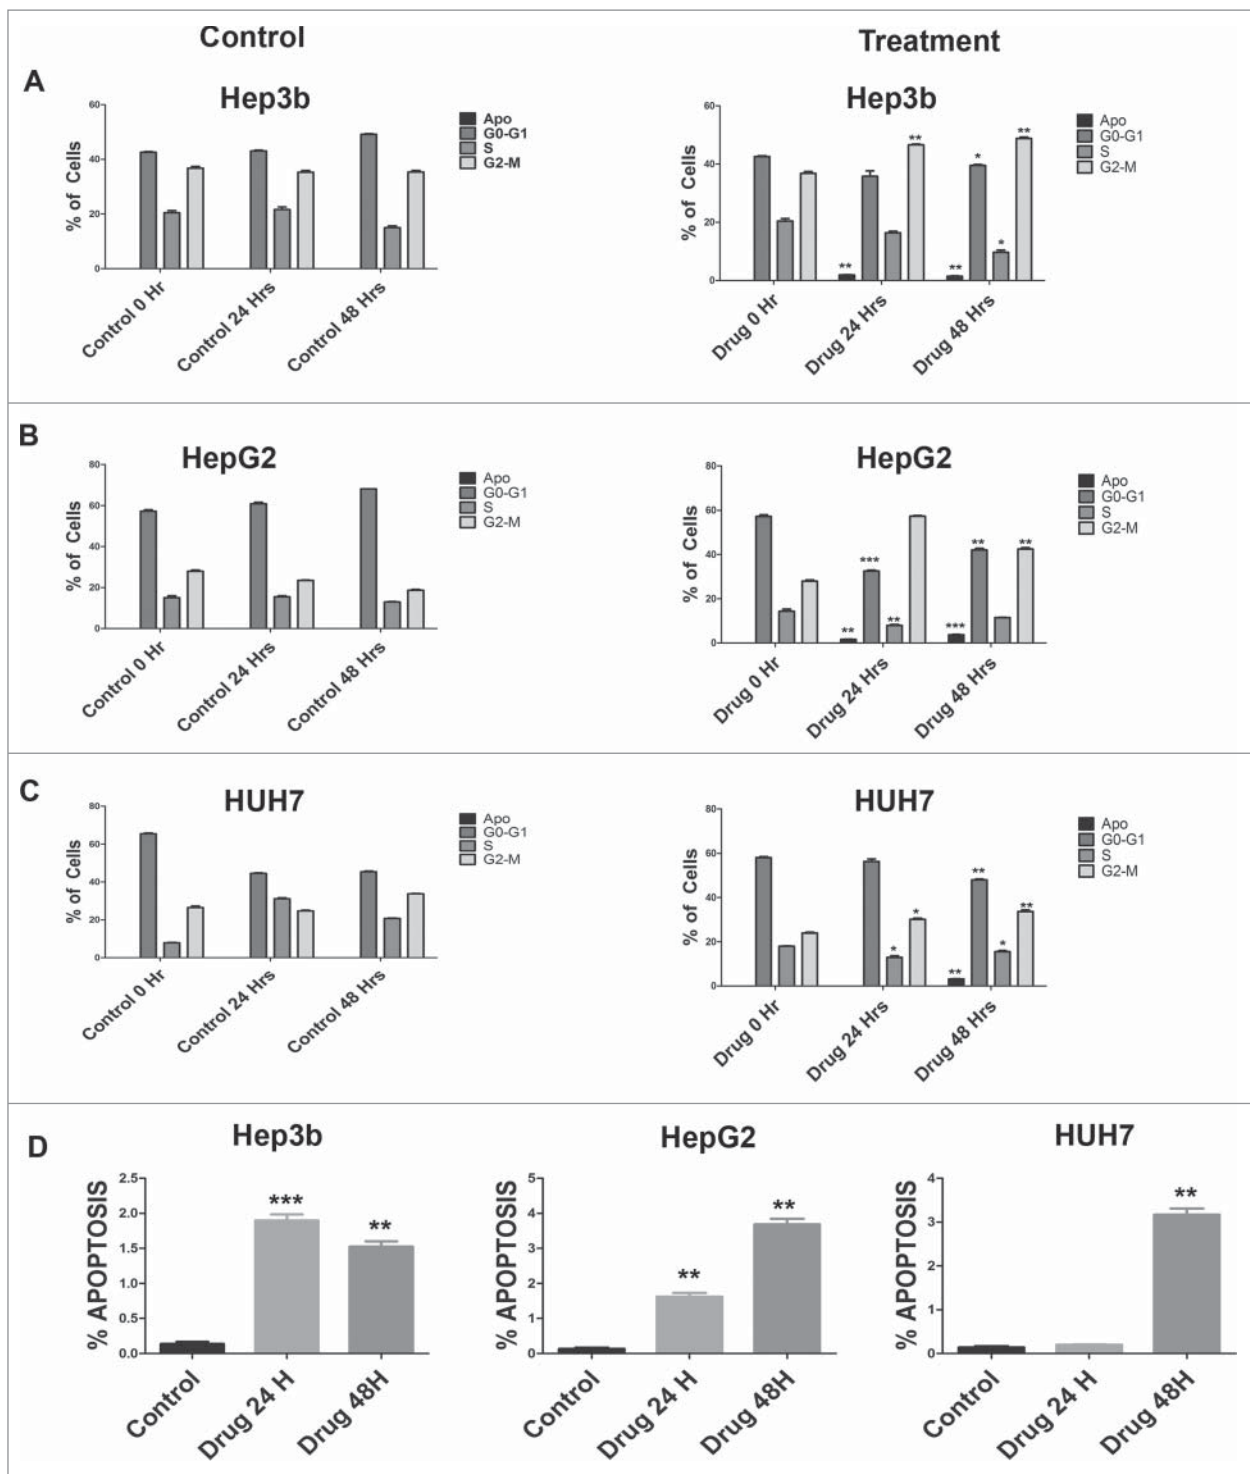 Control
Treatment
A
Hep3b
% of Cells
60
40
20
0
Control 0 Hr
Control 24 Hrs
Control 48 Hrs
Apo
G0-G1
S
G2-M
Hep3b
% of Cells
60
40
20
0
**
**
**
*
*
**
Drug 0 Hr
Drug 24 Hrs
Drug 48 Hrs
Apo
G0-G1
S
G2-M
B
HepG2
% of Cells
80
60
40
20
0
Control 0 Hr
Control 24 Hrs
Control 48 Hrs
Apo
G0-G1
S
G2-M
HepG2
% of Cells
80
60
40
20
0
**
***
**
***
**
**
Drug 0 Hr
Drug 24 Hrs
Drug 48 Hrs
Apo
G0-G1
S
G2-M
C
HUH7
% of Cells
80
60
40
20
0
Control 0 Hr
Control 24 Hrs
Control 48 Hrs
Apo
G0-G1
S
G2-M
HUH7
% of Cells
80
60
40
20
0
*
*
**
**
*
**
Drug 0 Hr
Drug 24 Hrs
Drug 48 Hrs
Apo
G0-G1
S
G2-M
D
Hep3b
% APOPTOSIS
2.5
2.0
1.5
1.0
0.5
0.0
***
**
Control
Drug 24 H
Drug 48H
HepG2
% APOPTOSIS
5
4
3
2
1
0
**
**
Control
Drug 24 H
Drug 48H
HUH7
% APOPTOSIS
4
3
2
1
0
**
Control
Drug 24 H
Drug 48H